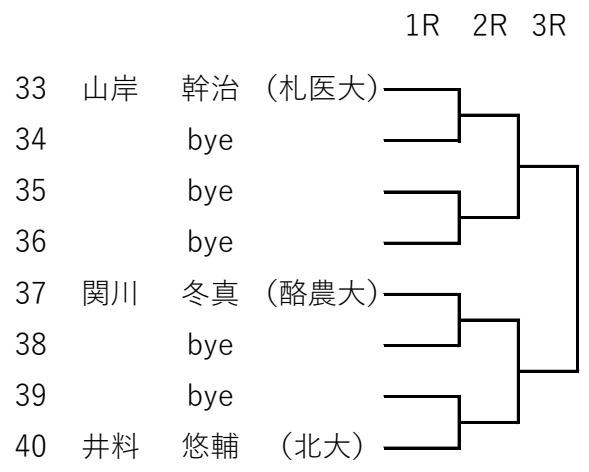 1R 2R 3R
33 山岸 幹治 (札医大)
34 bye
35 bye
36 bye
37 関川 冬真 (酪農大)
38 bye
39 bye
40 井料 悠輔 (北大)